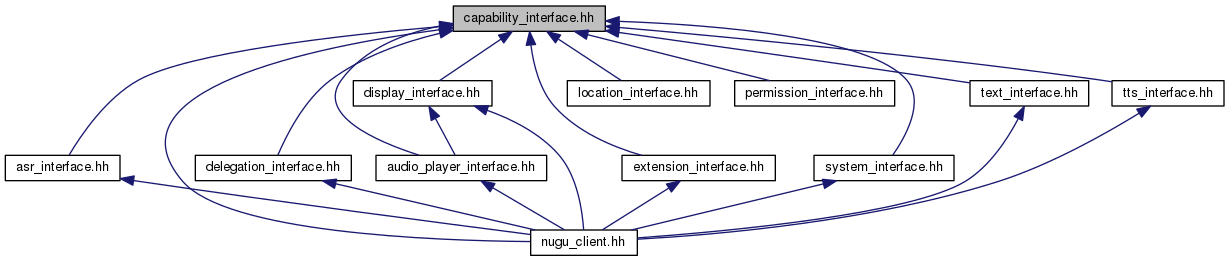 capability_interface.hh
display_interface.hh
location_interface.hh
permission_interface.hh
text_interface.hh
tts_interface.hh
asr_interface.hh
delegation_interface.hh
audio_player_interface.hh
extension_interface.hh
system_interface.hh
nugu_client.hh